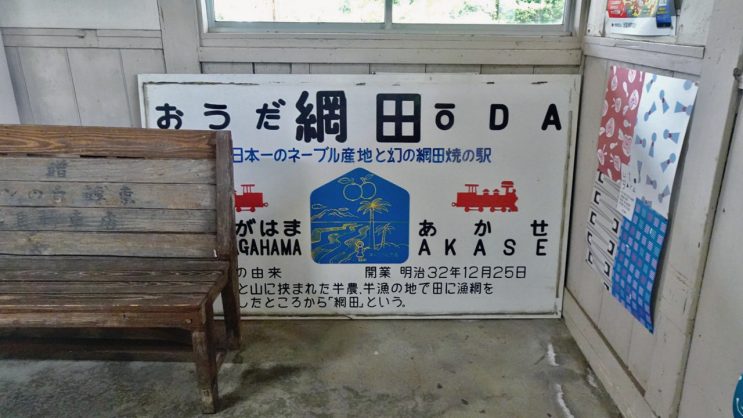 おうだ 網田 ōDA
日本一のネーブル産地と幻の網田焼の駅
がはま あかせ
AGAHAMA AKASE
の由来 開業 明治32年12月25日
と山に挟まれた半農、半漁の地で田に漁網を
したところから「網田」という。